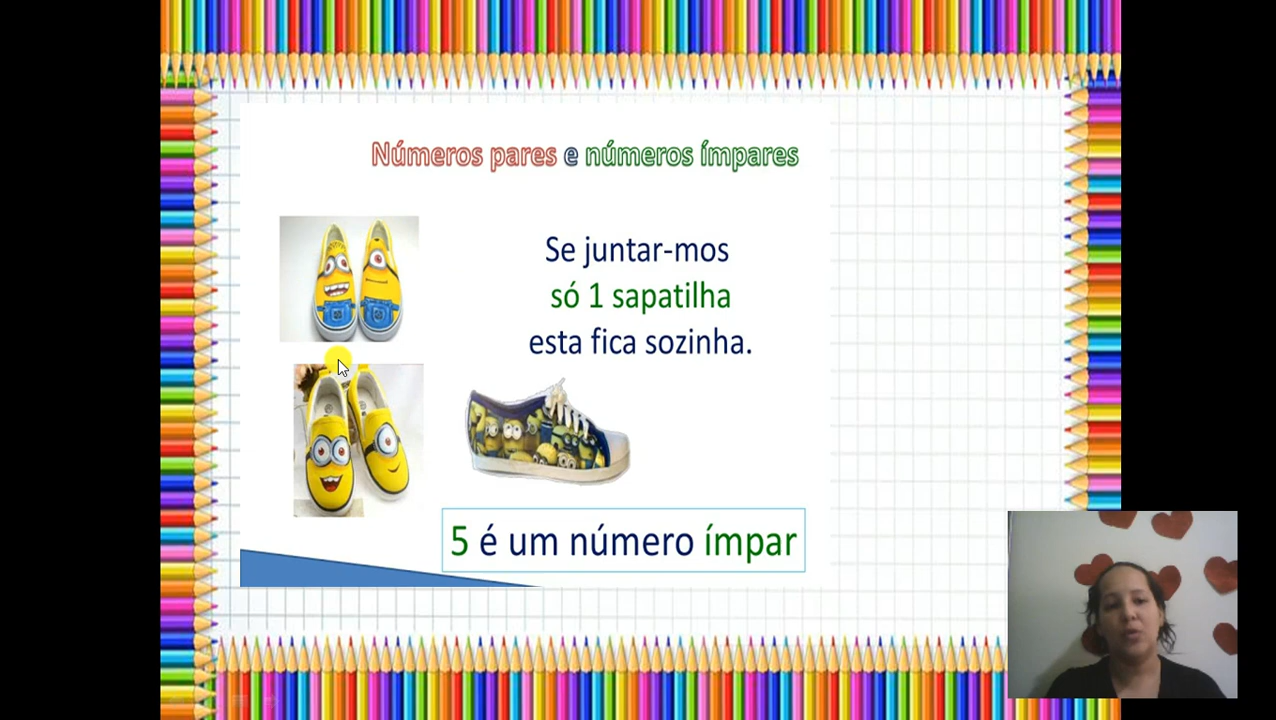 Números pares e números ímpares
Se juntar-mos
só 1 sapatilha
esta fica sozinha.
5 é um número ímpar